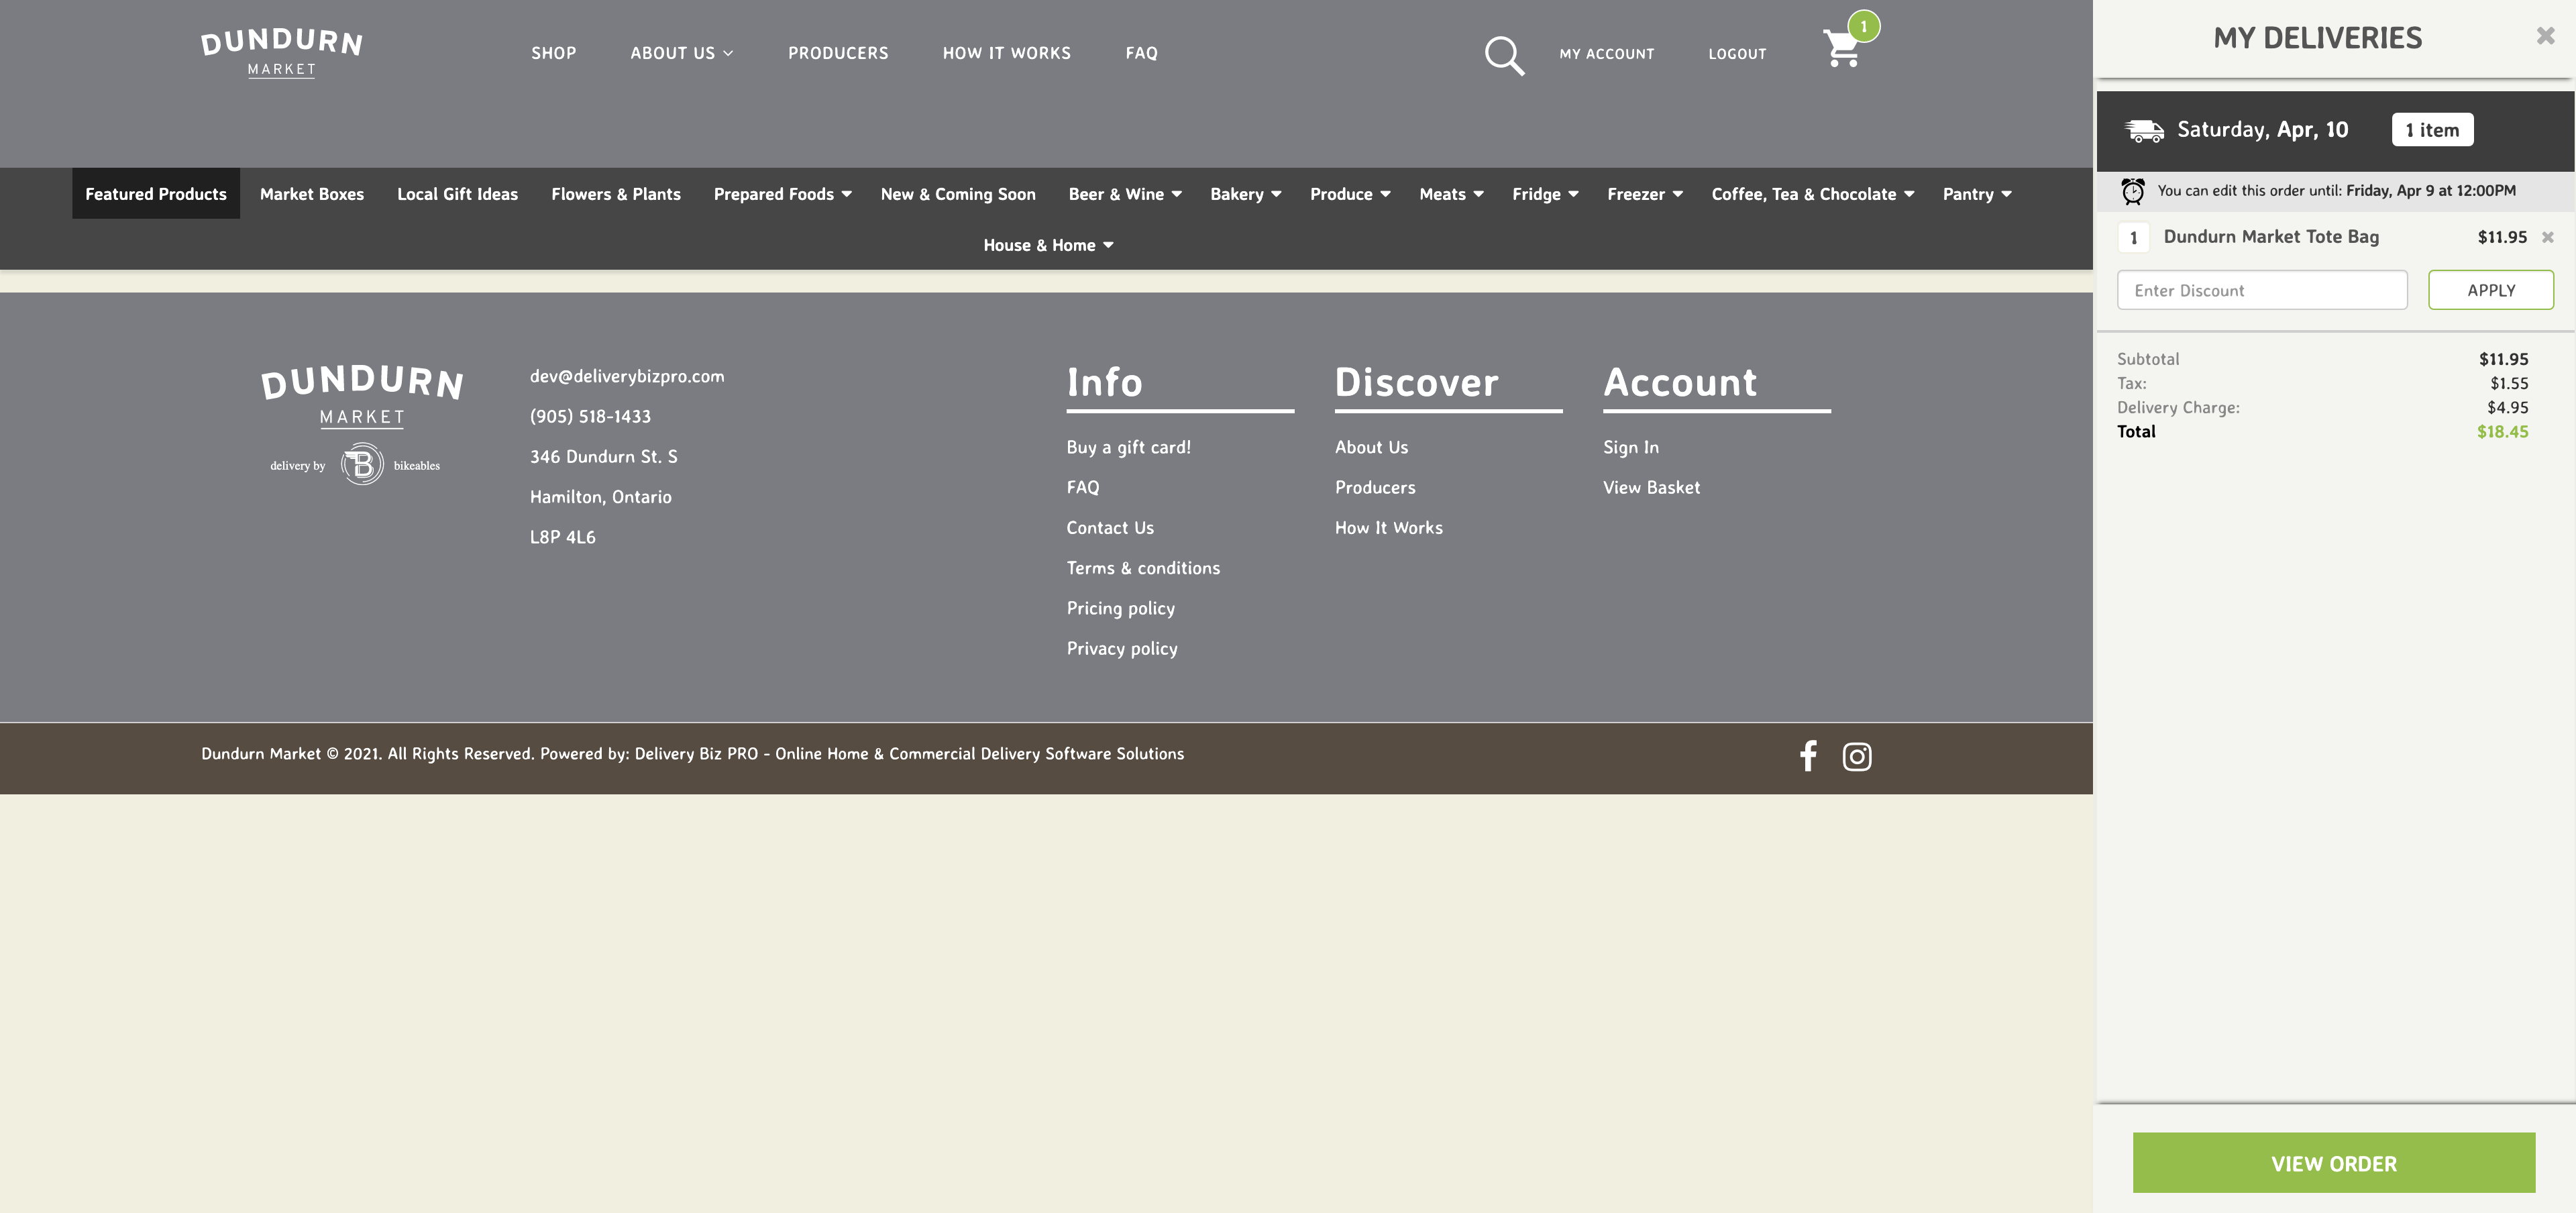 DUNDURN
MARKET
SHOP ABOUT US PRODUCERS HOW IT WORKS FAQ
MY ACCOUNT LOGOUT 1
Featured Products Market Boxes Local Gift Ideas Flowers & Plants Prepared Foods New & Coming Soon Beer & Wine Bakery Produce Meats Fridge Freezer Coffee, Tea & Chocolate Pantry
House & Home
DUNDURN
MARKET
delivery by B bikeables
dev@deliverybizpro.com
(905) 518-1433
346 Dundurn St. S
Hamilton, Ontario
L8P 4L6
Info
Buy a gift card!
FAQ
Contact Us
Terms & conditions
Pricing policy
Privacy policy
Discover
About Us
Producers
How It Works
Account
Sign In
View Basket
Dundurn Market © 2021. All Rights Reserved. Powered by: Delivery Biz PRO - Online Home & Commercial Delivery Software Solutions
MY DELIVERIES
Saturday, Apr, 10 1 item
You can edit this order until: Friday, Apr 9 at 12:00PM
1 Dundurn Market Tote Bag $11.95
Enter Discount APPLY
Subtotal $11.95
Tax: $1.55
Delivery Charge: $4.95
Total $18.45
VIEW ORDER